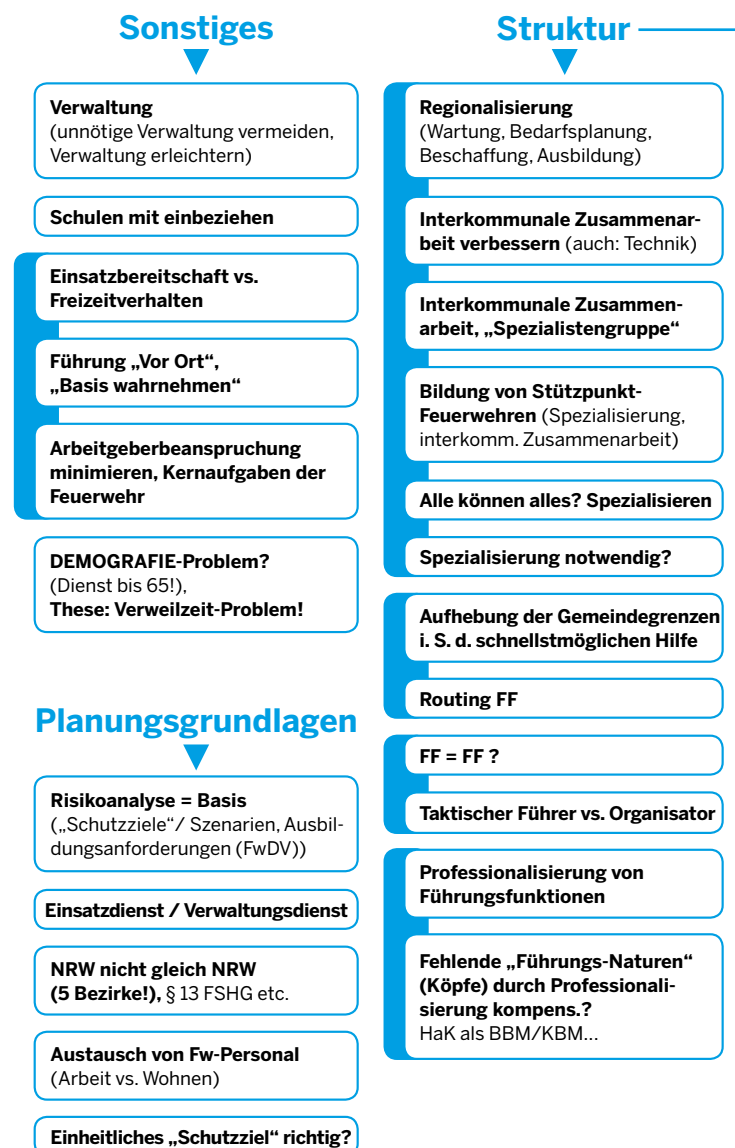 Sonstiges
Verwaltung
(unnötige Verwaltung vermeiden,
Verwaltung erleichtern)
Schulen mit einbeziehen
Einsatzbereitschaft vs.
Freizeitverhalten
Führung „Vor Ort“,
„Basis wahrnehmen“
Arbeitgeberbeanspruchung
minimieren, Kernaufgaben der
Feuerwehr
DEMOGRAFIE-Problem?
(Dienst bis 65!),
These: Verweilzeit-Problem!
Planungsgrundlagen
Risikoanalyse = Basis
(„Schutzziele“/ Szenarien, Ausbil-
dungsanforderungen (FwDV))
Einsatzdienst / Verwaltungsdienst
NRW nicht gleich NRW
(5 Bezirke!), § 13 FSHG etc.
Austausch von Fw-Personal
(Arbeit vs. Wohnen)
Einheitliches „Schutzziel“ richtig?
Struktur
Regionalisierung
(Wartung, Bedarfsplanung,
Beschaffung, Ausbildung)
Interkommunale Zusammenar-
beit verbessern (auch: Technik)
Interkommunale Zusammen-
arbeit, „Spezialistengruppe“
Bildung von Stützpunkt-
Feuerwehren (Spezialisierung,
interkomm. Zusammenarbeit)
Alle können alles? Spezialisieren
Spezialisierung notwendig?
Aufhebung der Gemeindegrenzen
i. S. d. schnellstmöglichen Hilfe
Routing FF
FF = FF ?
Taktischer Führer vs. Organisator
Professionalisierung von
Führungsfunktionen
Fehlende „Führungs-Naturen“
(Köpfe) durch Professionali-
sierung kompens.?
HaK als BBM/KBM...